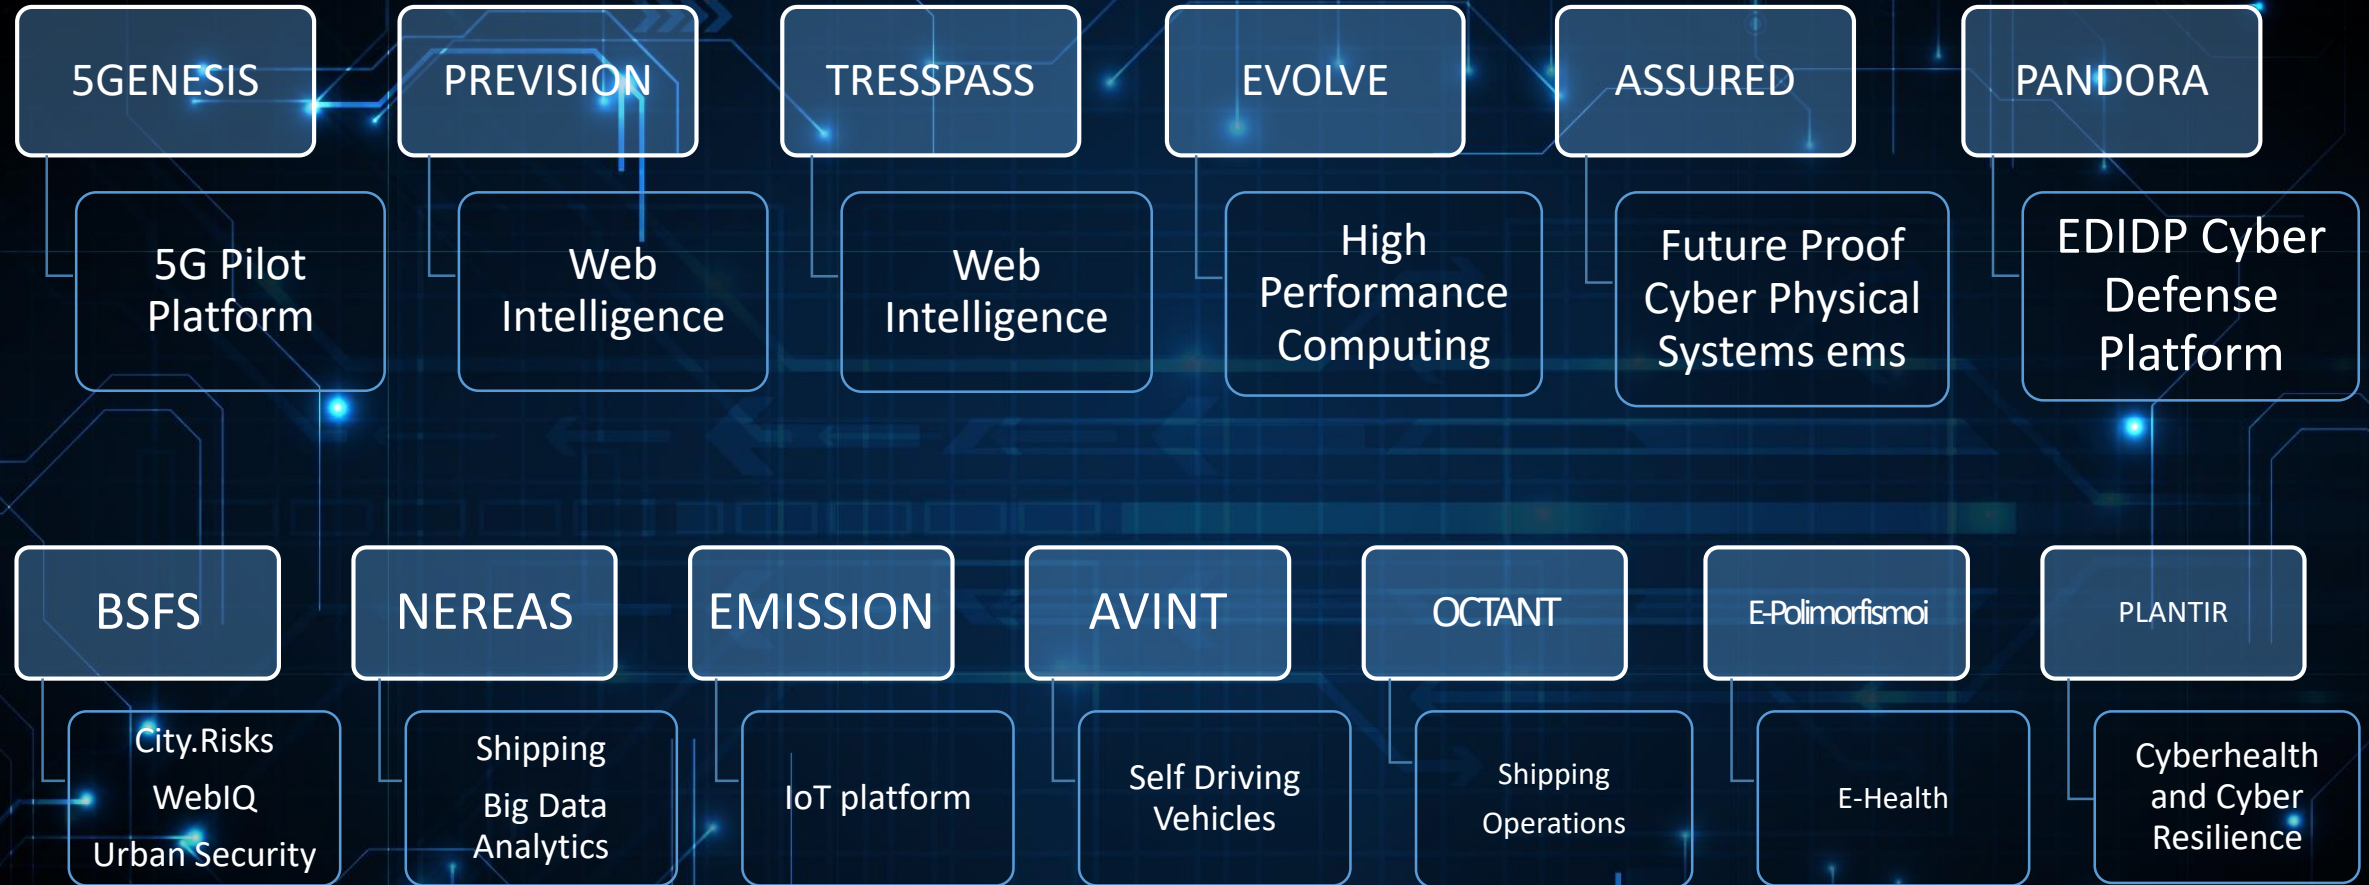 5GENESIS
5G Pilot
Platform
PREVISION
Web
Intelligence
TRESSPASS
Web
Intelligence
EVOLVE
High
Performance
Computing
ASSURED
Future Proof
Cyber Physical
Systems ems
PANDORA
EDIDP Cyber
Defense
Platform
BSFS
City.Risks
WebIQ
Urban Security
NEREAS
Shipping
Big Data
Analytics
EMISSION
IoT platform
AVINT
Self Driving
Vehicles
OCTANT
Shipping
Operations
E-Polimorfismoi
E-Health
PLANTIR
Cyberhealth
and Cyber
Resilience